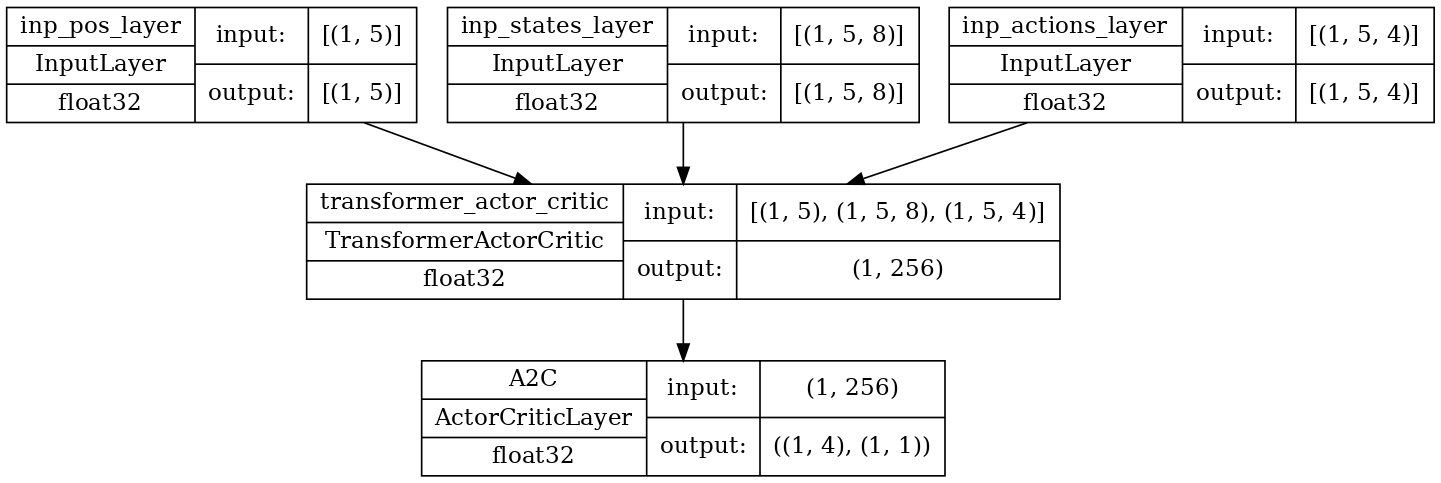 inp_pos_layer
InputLayer
float32
input:
[(1, 5)]
output:
[(1, 5)]
inp_states_layer
InputLayer
float32
input:
[(1, 5, 8)]
output:
[(1, 5, 8)]
inp_actions_layer
InputLayer
float32
input:
[(1, 5, 4)]
output:
[(1, 5, 4)]
transformer_actor_critic
TransformerActorCritic
float32
input:
[(1, 5), (1, 5, 8), (1, 5, 4)]
output:
(1, 256)
A2C
ActorCriticLayer
float32
input:
(1, 256)
output:
((1, 4), (1, 1))